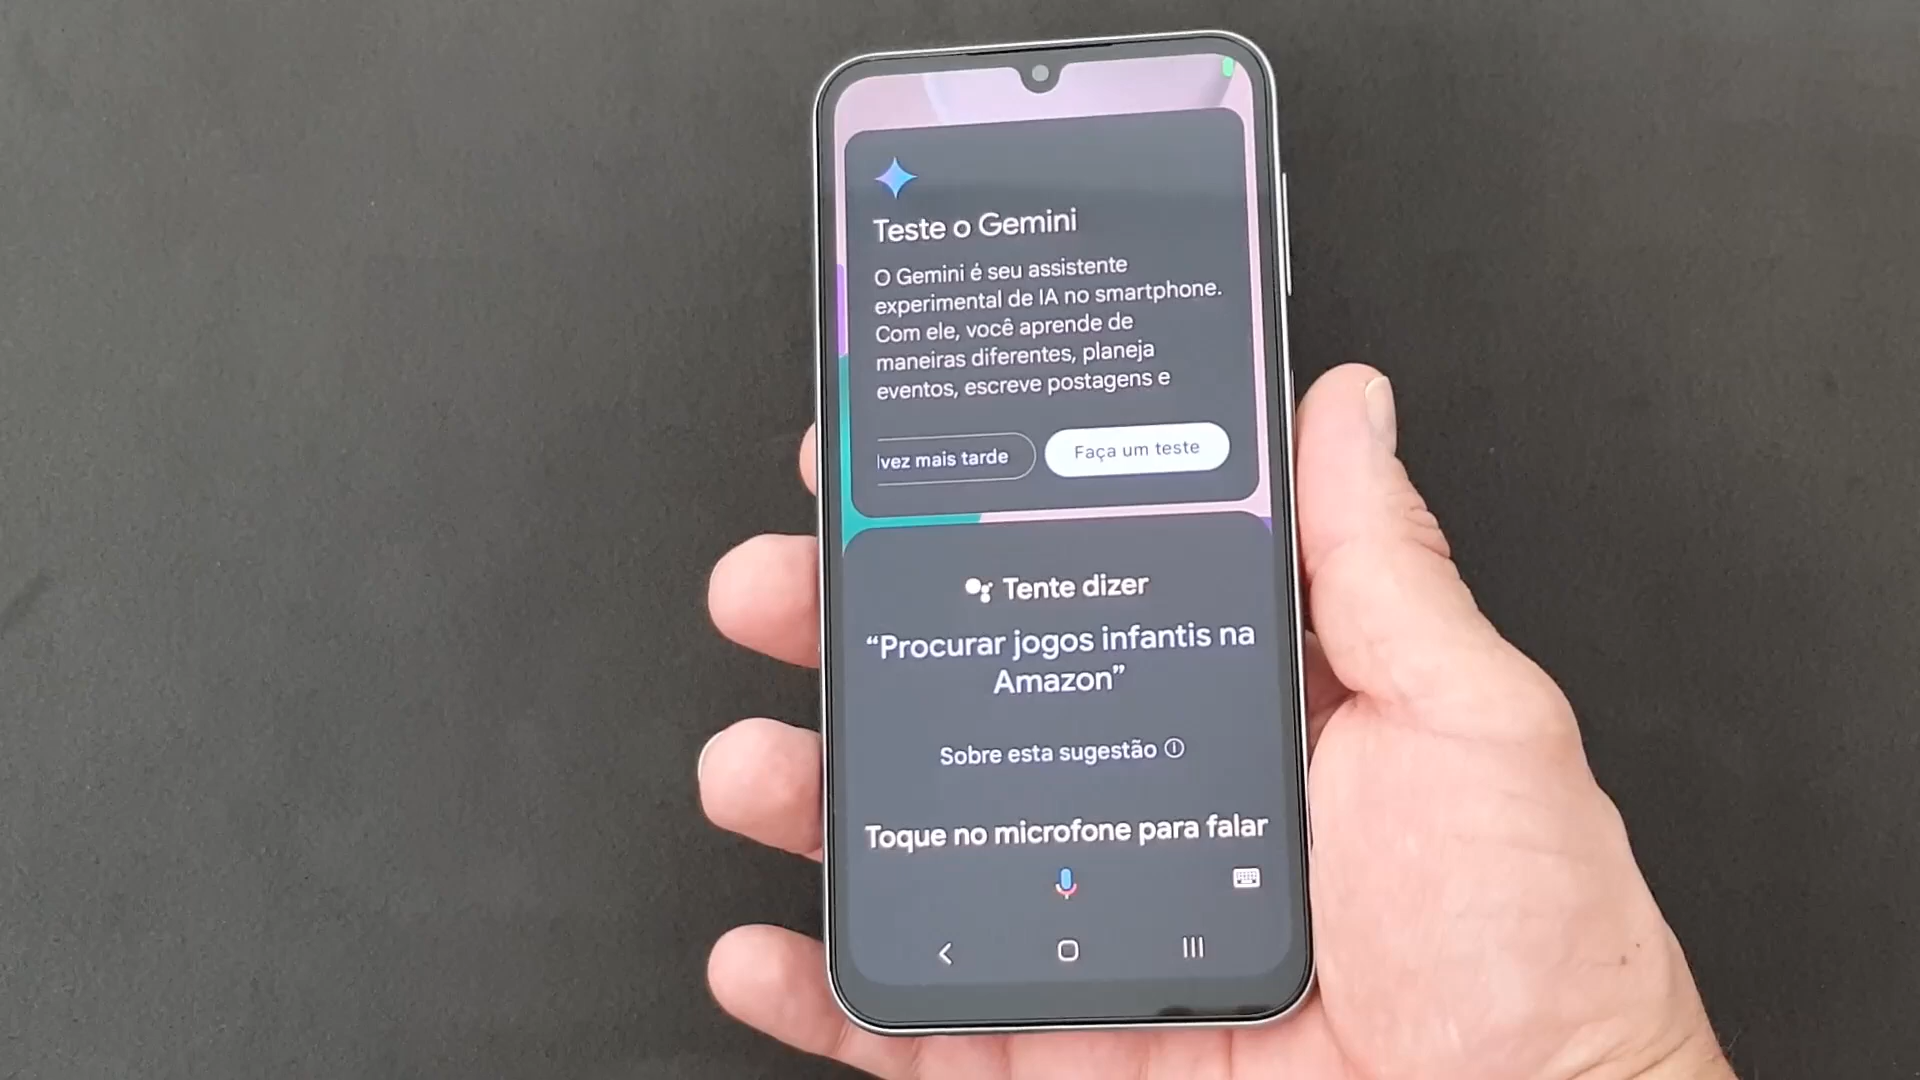 Teste o Gemini
O Gemini é seu assistente
experimental de IA no smartphone.
Com ele, você aprende de
maneiras diferentes, planeja
eventos, escreve postagens e
lvez mais tarde
Faça um teste
Tente dizer
“Procurar jogos infantis na
Amazon”
Sobre esta sugestão
Toque no microfone para falar